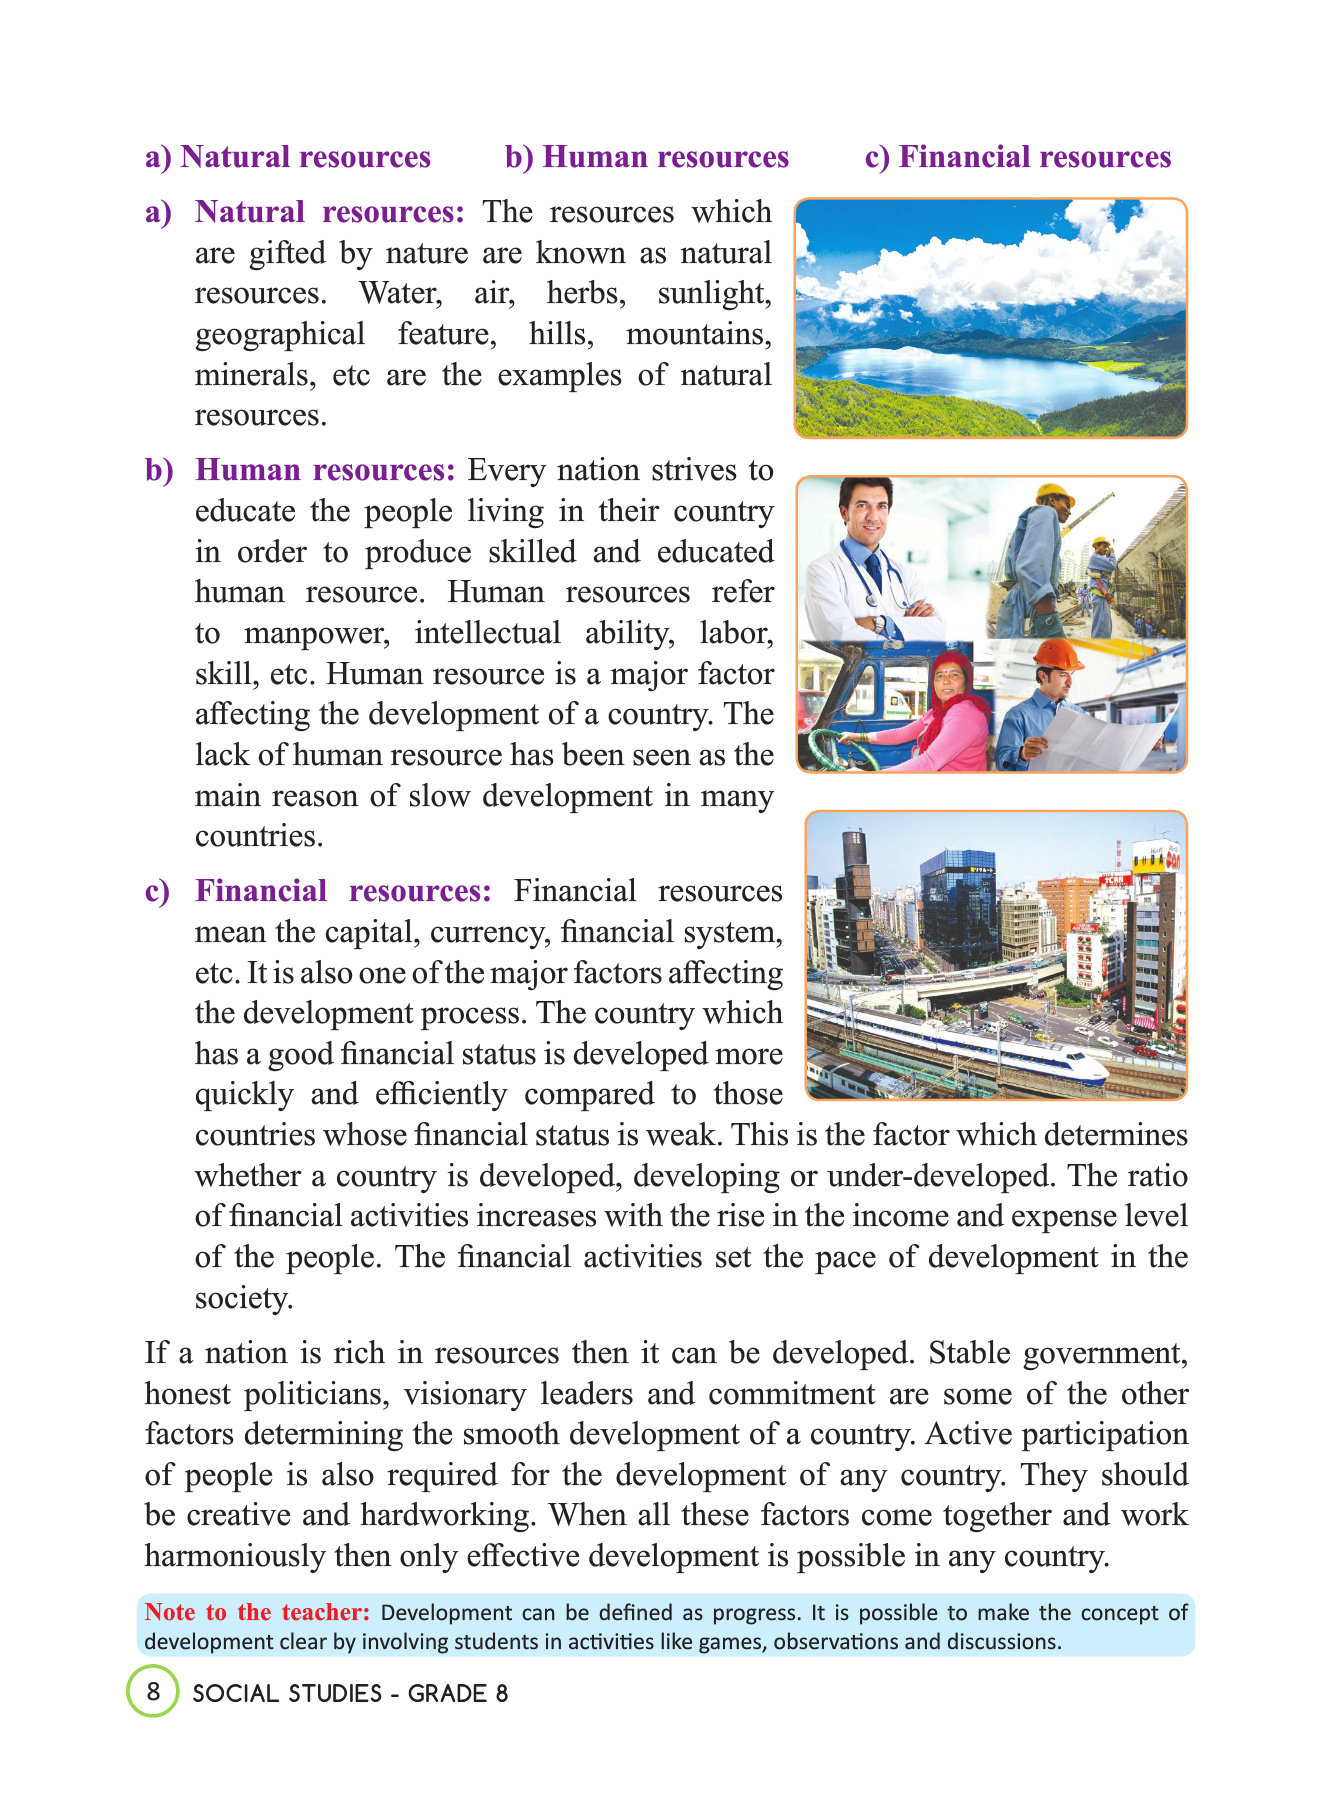 a) Natural resources b) Human resources c) Financial resources
a) Natural resources: The resources which
are gifted by nature are known as natural
resources. Water, air, herbs, sunlight,
geographical feature, hills, mountains,
minerals, etc are the examples of natural
resources.
b) Human resources: Every nation strives to
educate the people living in their country
in order to produce skilled and educated
human resource. Human resources refer
to manpower, intellectual ability, labor,
skill, etc. Human resource is a major factor
affecting the development of a country. The
lack of human resource has been seen as the
main reason of slow development in many
countries.
c) Financial resources: Financial resources
mean the capital, currency, financial system,
etc. It is also one of the major factors affecting
the development process. The country which
has a good financial status is developed more
quickly and efficiently compared to those
countries whose financial status is weak. This is the factor which determines
whether a country is developed, developing or under-developed. The ratio
of financial activities increases with the rise in the income and expense level
of the people. The financial activities set the pace of development in the
society.
If a nation is rich in resources then it can be developed. Stable government,
honest politicians, visionary leaders and commitment are some of the other
factors determining the smooth development of a country. Active participation
of people is also required for the development of any country. They should
be creative and hardworking. When all these factors come together and work
harmoniously then only effective development is possible in any country.
Note to the teacher: Development can be defined as progress. It is possible to make the concept of
development clear by involving students in activities like games, observations and discussions.
8 SOCIAL STUDIES - GRADE 8